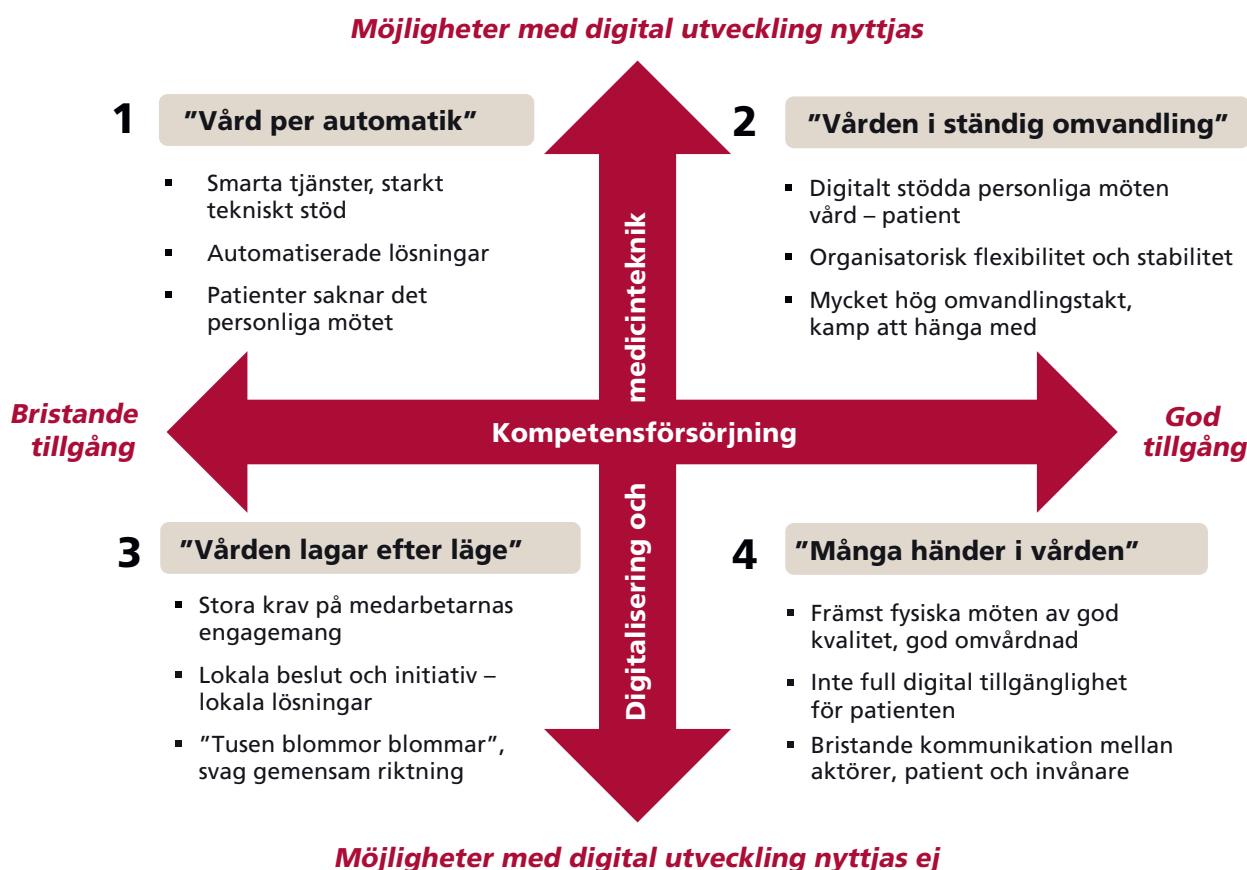 Möjligheter med digital utveckling nyttjas
1
"Vård per automatik"
▪ Smarta tjänster, starkt
tekniskt stöd
▪ Automatiserade lösningar
▪ Patienter saknar det
personliga mötet
2
"Vården i ständig omvandling"
▪ Digitalt stödda personliga möten
vård – patient
▪ Organisatorisk flexibilitet och stabilitet
▪ Mycket hög omvandlingstakt,
kamp att hänga med
Bristande
tillgång
Kompetensförsörjning
God
tillgång
Digitalisering och medicinteknik
3
"Vården lagar efter läge"
▪ Stora krav på medarbetarnas
engagemang
▪ Lokala beslut och initiativ –
lokala lösningar
▪ "Tusen blommor blommar",
svag gemensam riktning
4
"Många händer i vården"
▪ Främst fysiska möten av god
kvalitet, god omvårdnad
▪ Inte full digital tillgänglighet
för patienten
▪ Bristande kommunikation mellan
aktörer, patient och invånare
Möjligheter med digital utveckling nyttjas ej